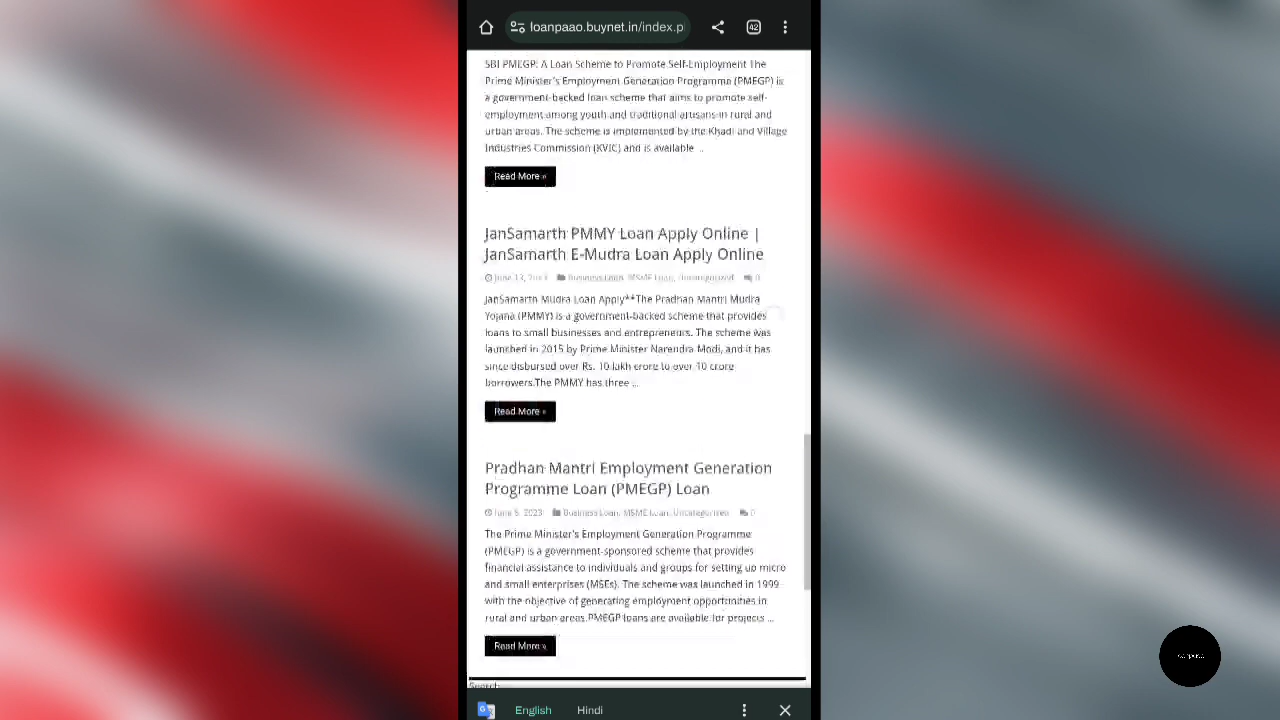 loanpaao.buynet.in/index.p
42
SBI PMEGP: A Loan Scheme to Promote Self-Employment The
Prime Minister's Employment Generation Programme (PMEGP) is
a government-backed loan scheme that aims to promote self-
employment among youth and traditional artisans in rural and
urban areas. The scheme is implemented by the Khadi and Village
Industries Commission (KVIC) and is available ...
Read More »
JanSamarth PMMY Loan Apply Online |
JanSamarth E-Mudra Loan Apply Online
June 13, Business Loan, MSME Loan, Uncategorized 0
JanSamarth Mudra Loan Apply**The Pradhan Mantri Mudra
Yojana (PMMY) is a government-backed scheme that provides
loans to small businesses and entrepreneurs. The scheme was
launched in 2015 by Prime Minister Narendra Modi, and it has
since disbursed over Rs. 10 lakh crore to over 10 crore
borrowers.The PMMY has three ...
Read More »
Pradhan Mantri Employment Generation
Programme Loan (PMEGP) Loan
June 5, 2023 Business Loan, MSME Loan, Uncategorized 0
The Prime Minister's Employment Generation Programme
(PMEGP) is a government-sponsored scheme that provides
financial assistance to individuals and groups for setting up micro
and small enterprises (MSEs). The scheme was launched in 1999
with the objective of generating employment opportunities in
rural and urban areas.PMEGP loans are available for projects ...
Read More »
Search
English Hindi